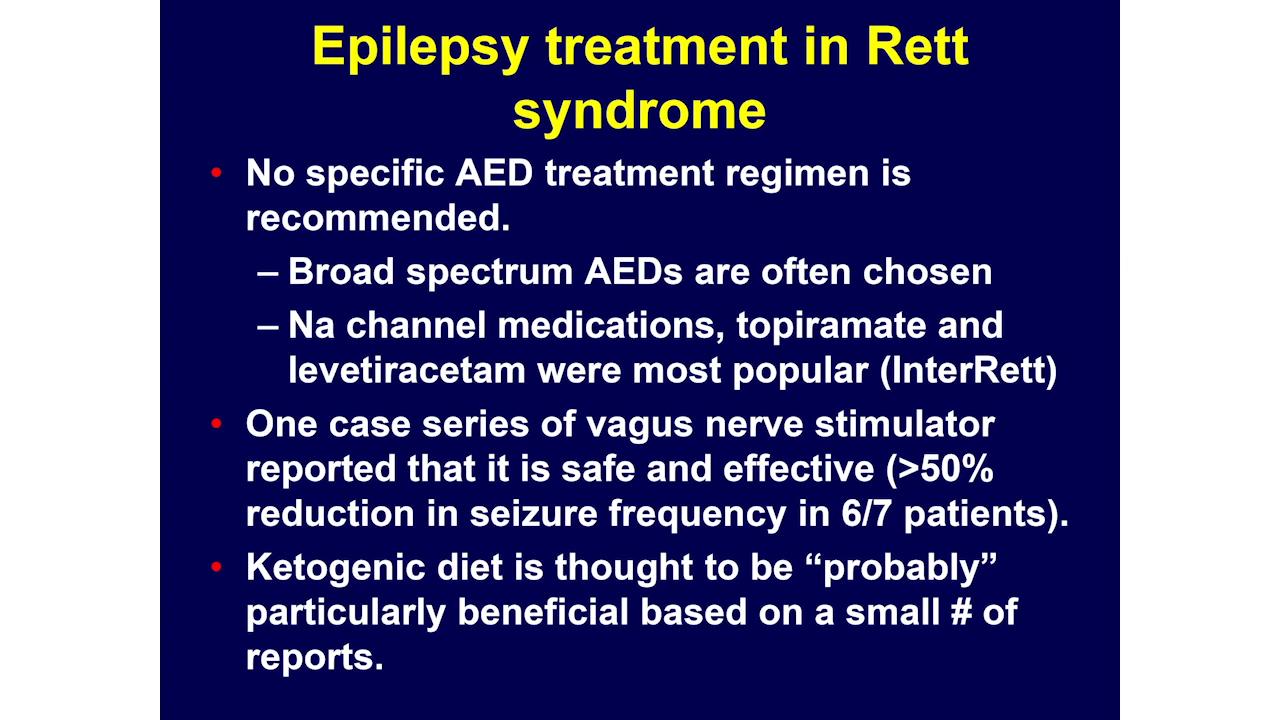 Epilepsy treatment in Rett
syndrome
• No specific AED treatment regimen is
recommended.
– Broad spectrum AEDs are often chosen
– Na channel medications, topiramate and
levetiracetam were most popular (InterRett)
• One case series of vagus nerve stimulator
reported that it is safe and effective (>50%
reduction in seizure frequency in 6/7 patients).
• Ketogenic diet is thought to be “probably”
particularly beneficial based on a small # of
reports.